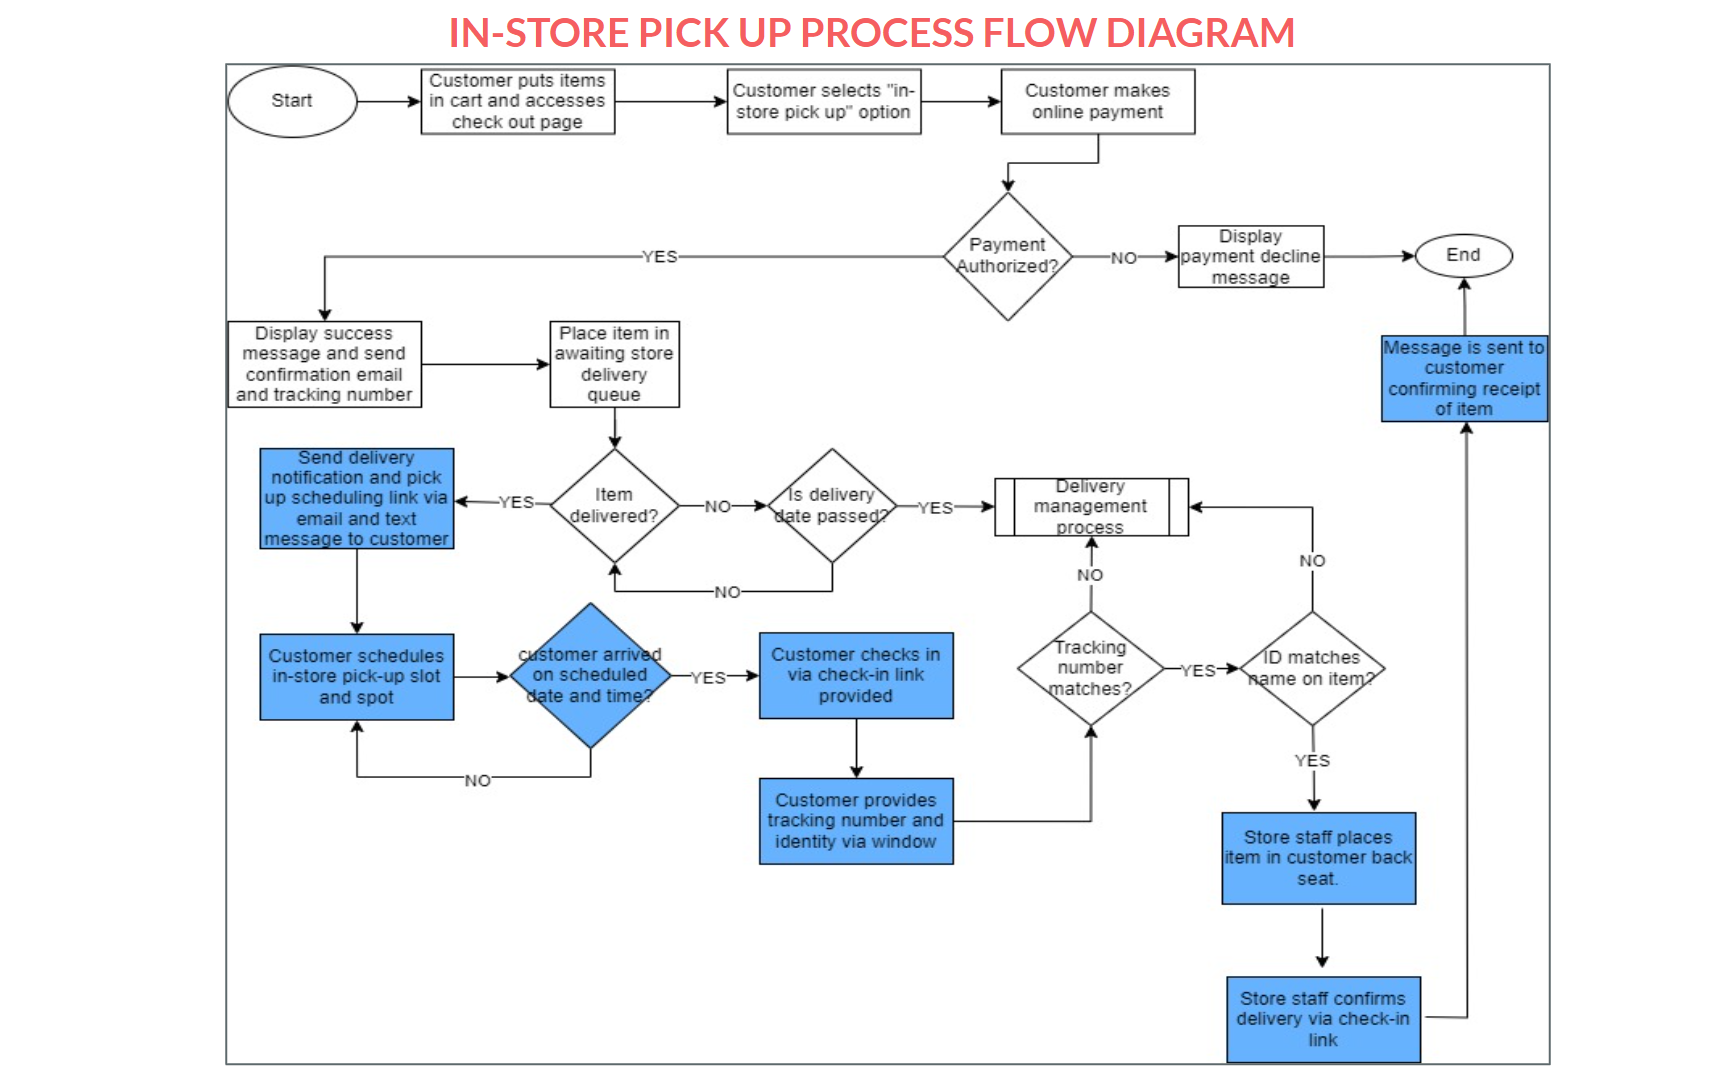 IN-STORE PICK UP PROCESS FLOW DIAGRAM
Start
Customer puts items
in cart and accesses
check out page
Customer selects "in-
store pick up" option
Customer makes
online payment
Payment
Authorized?
YES
NO
Display
payment decline
message
End
Display success
message and send
confirmation email
and tracking number
Place item in
awaiting store
delivery
queue
Message is sent to
customer
confirming receipt
of item
Send delivery
notification and pick
up scheduling link via
email and text
message to customer
YES
Item
delivered?
NO
Is delivery
date passed?
YES
Delivery
management
process
NO
NO
NO
Customer schedules
in-store pick-up slot
and spot
customer arrived
on scheduled
date and time?
YES
Customer checks in
via check-in link
provided
Tracking
number
matches?
YES
ID matches
name on item?
NO
YES
Customer provides
tracking number and
identity via window
Store staff places
item in customer back
seat.
Store staff confirms
delivery via check-in
link